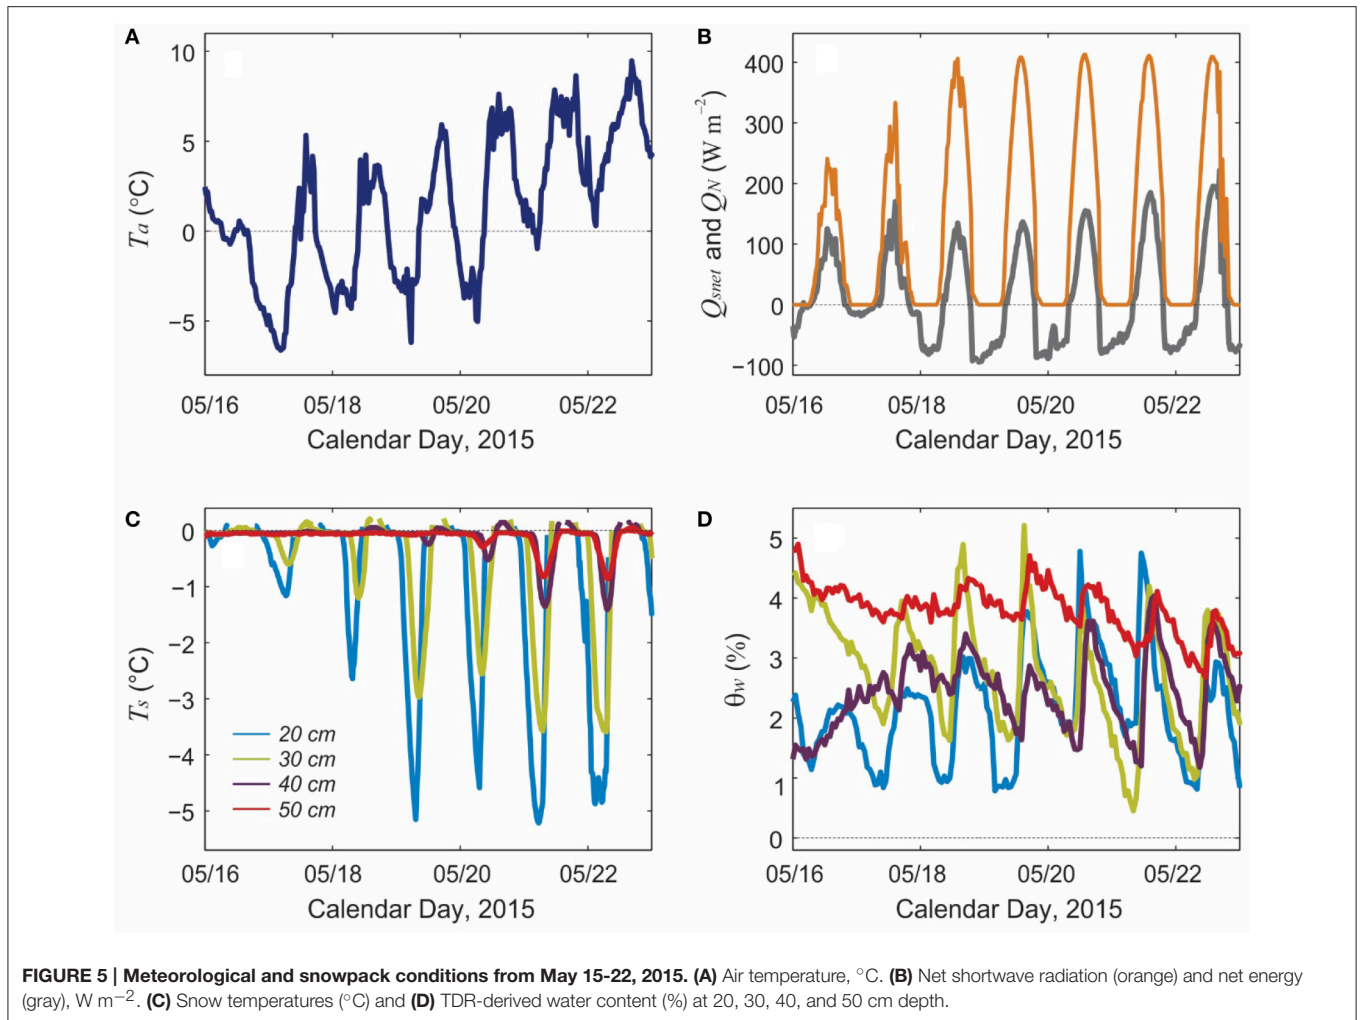 A
10
5
0
−5
T_a (°C)
05/16 05/18 05/20 05/22
Calendar Day, 2015
B
400
300
200
100
0
−100
Q_snet and Q_N (W m⁻²)
05/16 05/18 05/20 05/22
Calendar Day, 2015
C
0
−1
−2
−3
−4
−5
T_s (°C)
20 cm
30 cm
40 cm
50 cm
05/16 05/18 05/20 05/22
Calendar Day, 2015
D
5
4
3
2
1
0
θ_w (%)
05/16 05/18 05/20 05/22
Calendar Day, 2015
FIGURE 5 | Meteorological and snowpack conditions from May 15-22, 2015. (A) Air temperature, °C. (B) Net shortwave radiation (orange) and net energy
(gray), W m−2. (C) Snow temperatures (°C) and (D) TDR-derived water content (%) at 20, 30, 40, and 50 cm depth.